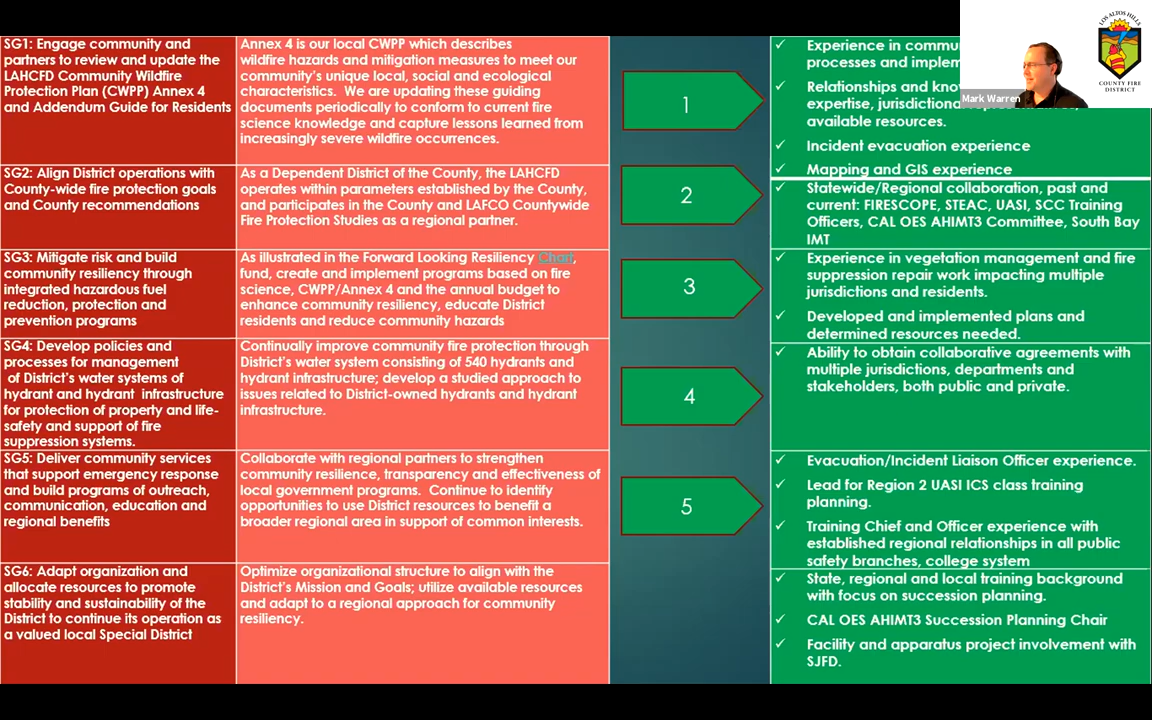 SG1: Engage community and
partners to review and update the
LAHCFD Community Wildfire
Protection Plan (CWPP) Annex 4
and Addendum Guide for Residents
Annex 4 is our local CWPP which describes
wildfire hazards and mitigation measures to meet our
community's unique local, social and ecological
characteristics. We are updating these guiding
documents periodically to conform to current fire
science knowledge and capture lessons learned from
increasingly severe wildfire occurrences.
1
✓ Experience in
processes and
Relationships and
expertise,
available resources.
✓ Incident evacuation experience
✓ Mapping and GIS experience
SG2: Align District operations with
County-wide fire protection goals
and County recommendations
As a Dependent District of the County, the LAHCFD
operates within parameters established by the County,
and participates in the County and LAFCO Countywide
Fire Protection Studies as a regional partner.
2
✓ Statewide/Regional collaboration, past and
current: FIRESCOPE, STEAC, UASI, SCC Training
Officers, CAL OES AHIMT3 Committee, South Bay
IMT
SG3: Mitigate risk and build
community resiliency through
integrated hazardous fuel
reduction, protection and
prevention programs
As illustrated in the Forward Looking Resiliency Chart,
fund, create and implement programs based on fire
science, CWPP/Annex 4 and the annual budget to
enhance community resiliency, educate District
residents and reduce community hazards
3
✓ Experience in vegetation management and fire
suppression repair work impacting multiple
jurisdictions and residents.
✓ Developed and implemented plans and
determined resources needed.
SG4: Develop policies and
processes for management
of District's water systems of
hydrant and hydrant infrastructure
for protection of property and life-
safety and support of fire
suppression systems.
Continually improve community fire protection through
District's water system consisting of 540 hydrants and
hydrant infrastructure; develop a studied approach to
issues related to District-owned hydrants and hydrant
infrastructure.
4
✓ Ability to obtain collaborative agreements with
multiple jurisdictions, departments and
stakeholders, both public and private.
SG5: Deliver community services
that support emergency response
and build programs of outreach,
communication, education and
regional benefits
Collaborate with regional partners to strengthen
community resilience, transparency and effectiveness of
local government programs. Continue to identify
opportunities to use District resources to benefit a
broader regional area in support of common interests.
5
✓ Evacuation/Incident Liaison Officer experience.
✓ Lead for Region 2 UASI ICS class training
planning.
✓ Training Chief and Officer experience with
established regional relationships in all public
safety branches, college system
SG6: Adapt organization and
allocate resources to promote
stability and sustainability of the
District to continue its operation as
a valued local Special District
Optimize organizational structure to align with the
District's Mission and Goals; utilize available resources
and adapt to a regional approach for community
resiliency.
✓ State, regional and local training background
with focus on succession planning.
✓ CAL OES AHIMT3 Succession Planning Chair
✓ Facility and apparatus project involvement with
SJFD.
Mark Warren
LOS ALTOS HILLS
COUNTY FIRE
DISTRICT